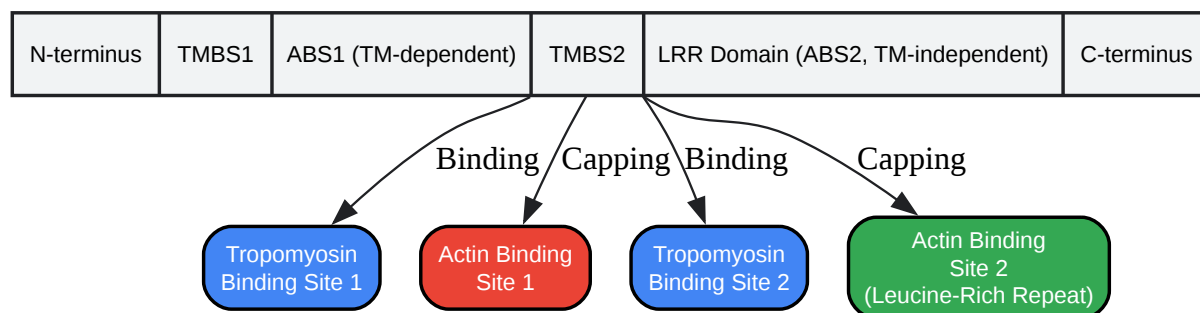 N-terminus TMBS1 ABS1 (TM-dependent) TMBS2 LRR Domain (ABS2, TM-independent) C-terminus
Binding Capping Binding Capping
Tropomyosin
Binding Site 1
Actin Binding
Site 1
Tropomyosin
Binding Site 2
Actin Binding
Site 2
(Leucine-Rich Repeat)